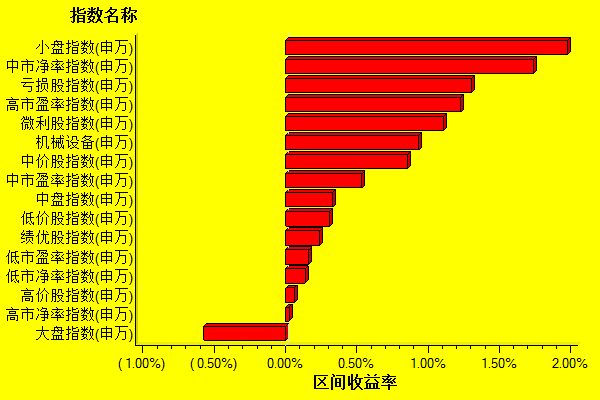 指数名称
小盘指数(申万)
中市净率指数(申万)
亏损股指数(申万)
高市盈率指数(申万)
微利股指数(申万)
机械设备(申万)
中价股指数(申万)
中市盈率指数(申万)
中盘指数(申万)
低价股指数(申万)
绩优股指数(申万)
低市盈率指数(申万)
低市净率指数(申万)
高价股指数(申万)
高市净率指数(申万)
大盘指数(申万)
(1.00%) (0.50%) 0.00% 0.50% 1.00% 1.50% 2.00%
区间收益率